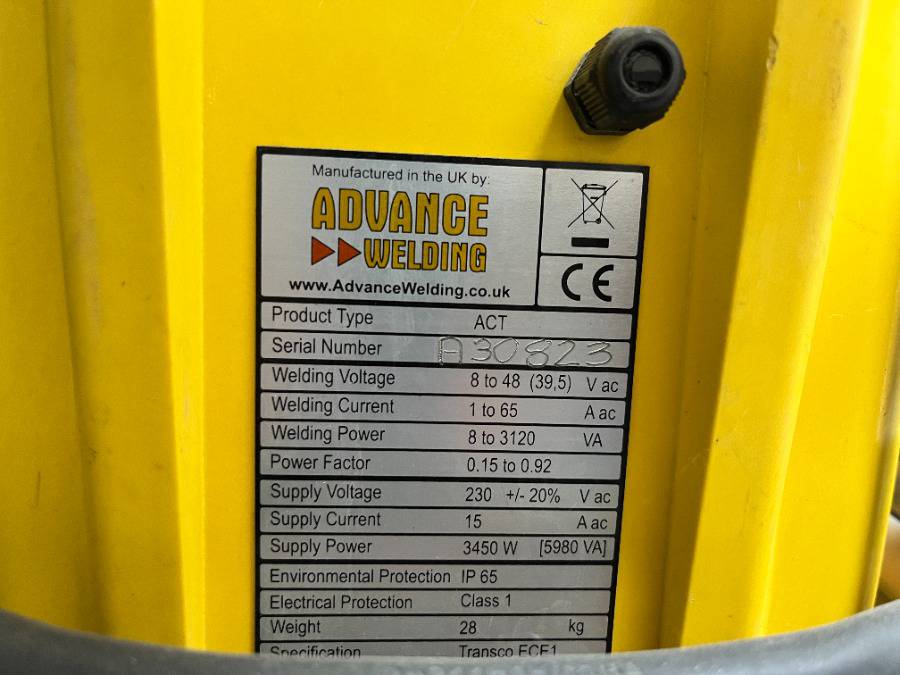 Manufactured in the UK by:
ADVANCE
WELDING
www.AdvanceWelding.co.uk
CE
Product Type ACT
Serial Number A30823
Welding Voltage 8 to 48 (39,5) V ac
Welding Current 1 to 65 A ac
Welding Power 8 to 3120 VA
Power Factor 0.15 to 0.92
Supply Voltage 230 +/- 20% V ac
Supply Current 15 A ac
Supply Power 3450 W [5980 VA]
Environmental Protection IP 65
Electrical Protection Class 1
Weight 28 kg
Specification Transco ECE1